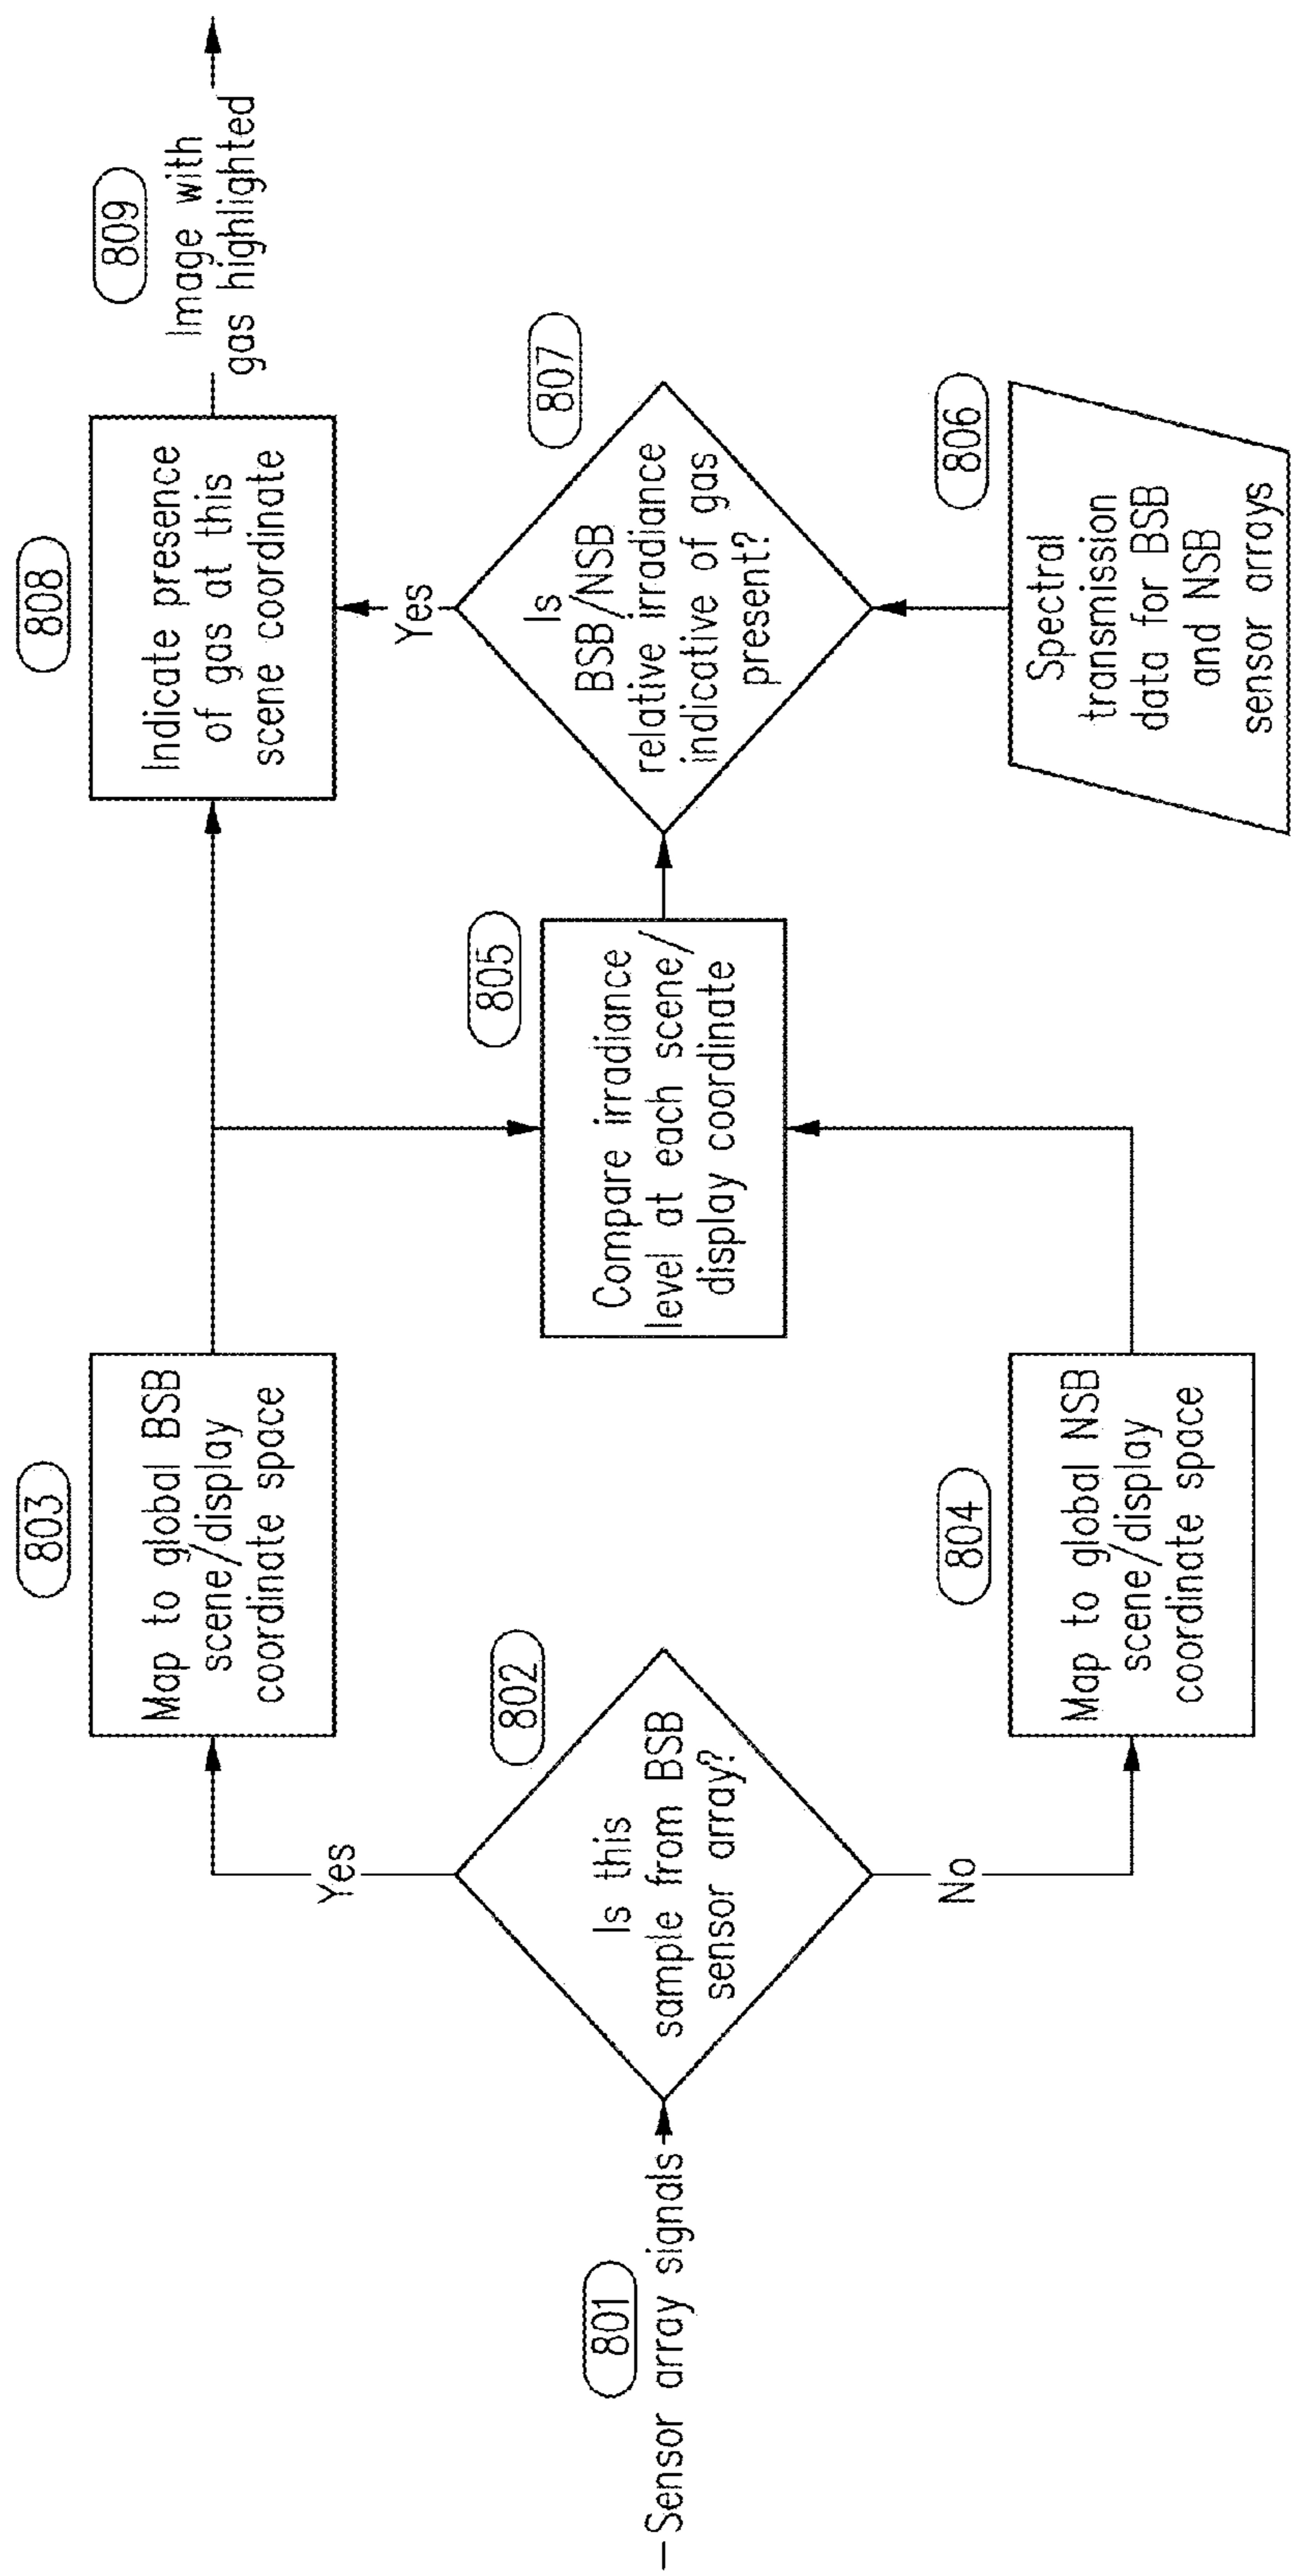 801
Sensor array signals
802
Is this
sample from BSB
sensor array?
Yes
No
803
Map to global BSB
scene/display
coordinate space
804
Map to global NSB
scene/display
coordinate space
805
Compare irradiance
level at each scene/
display coordinate
806
Spectral
transmission
data for BSB
and NSB
sensor arrays
807
Is
BSB/NSB
relative irradiance
indicative of gas
present?
Yes
808
Indicate presence
of gas at this
scene coordinate
809
Image with
gas highlighted